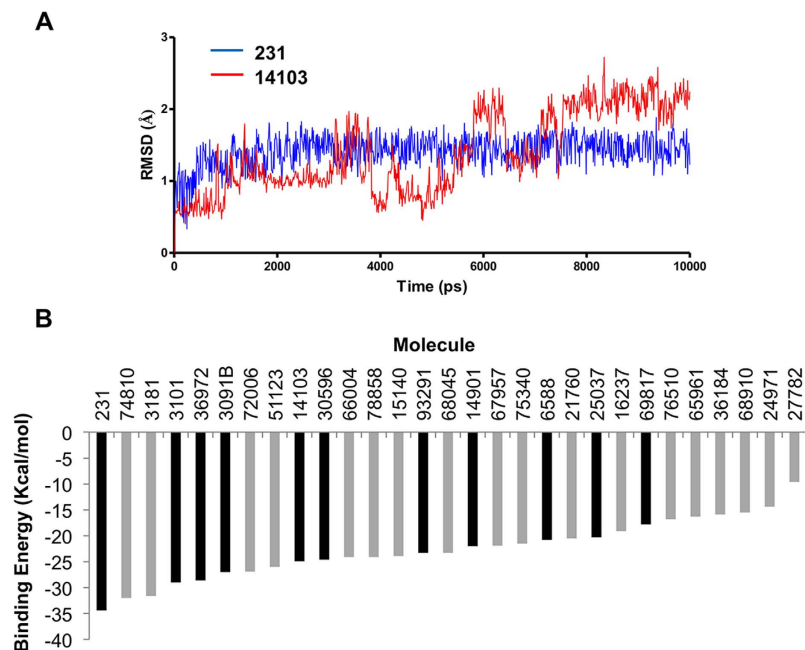 A
3
2
1
0
RMSD (Å)
231
14103
0 2000 4000 6000 8000 10000
Time (ps)
B
Molecule
231 74810 3181 3101 36972 3091B 72006 51123 14103 30596 66004 78858 15140 93291 68045 14901 67957 75340 6588 21760 25037 16237 69817 76510 65961 36184 68910 24971 27782
Binding Energy (Kcal/mol)
0
-5
-10
-15
-20
-25
-30
-35
-40